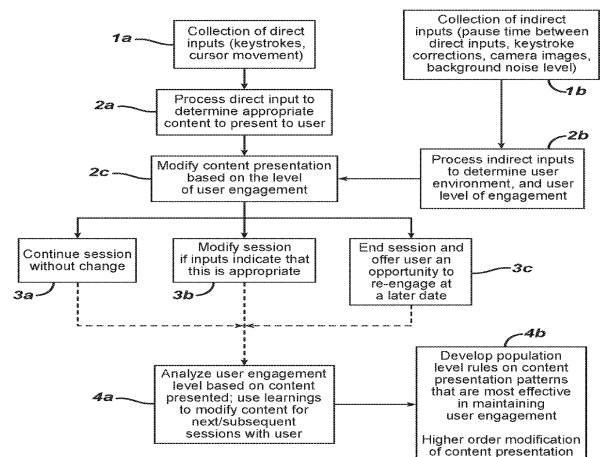 1a
Collection of direct
inputs (keystrokes,
cursor movement)
Collection of indirect
inputs (pause time between
direct inputs, keystroke
corrections, camera images,
background noise level)
1b
2a
Process direct input to
determine appropriate
content to present to user
2b
Process indirect inputs
to determine user
environment, and user
level of engagement
2c
Modify content presentation
based on the level
of user engagement
Continue session
without change
3a
Modify session
if inputs indicate that
this is appropriate
3b
End session and
offer user an
opportunity to
re-engage at
a later date
3c
4a
Analyze user engagement
level based on content
presented; use learnings
to modify content for
next/subsequent
sessions with user
4b
Develop population
level rules on content
presentation patterns
that are most effective
in maintaining
user engagement
Higher order modification
of content presentation